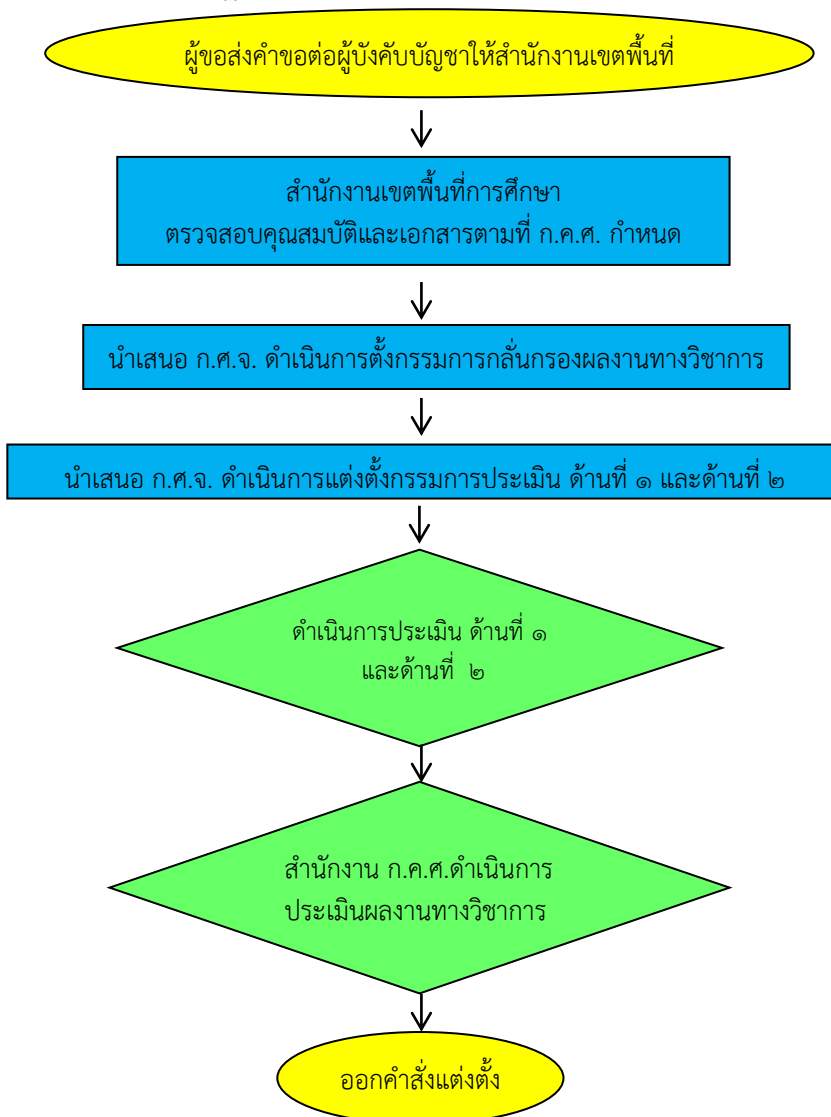 ผู้ขอส่งคำขอต่อผู้บังคับบัญชาให้สำนักงานเขตพื้นที่
สำนักงานเขตพื้นที่การศึกษา
ตรวจสอบคุณสมบัติและเอกสารตามที่ ก.ค.ศ. กำหนด
นำเสนอ ก.ศ.จ. ดำเนินการตั้งกรรมการกลั่นกรองผลงานทางวิชาการ
นำเสนอ ก.ศ.จ. ดำเนินการแต่งตั้งกรรมการประเมิน ด้านที่ ๑ และด้านที่ ๒
ดำเนินการประเมิน ด้านที่ ๑
และด้านที่ ๒
สำนักงาน ก.ค.ศ.ดำเนินการ
ประเมินผลงานทางวิชาการ
ออกคำสั่งแต่งตั้ง